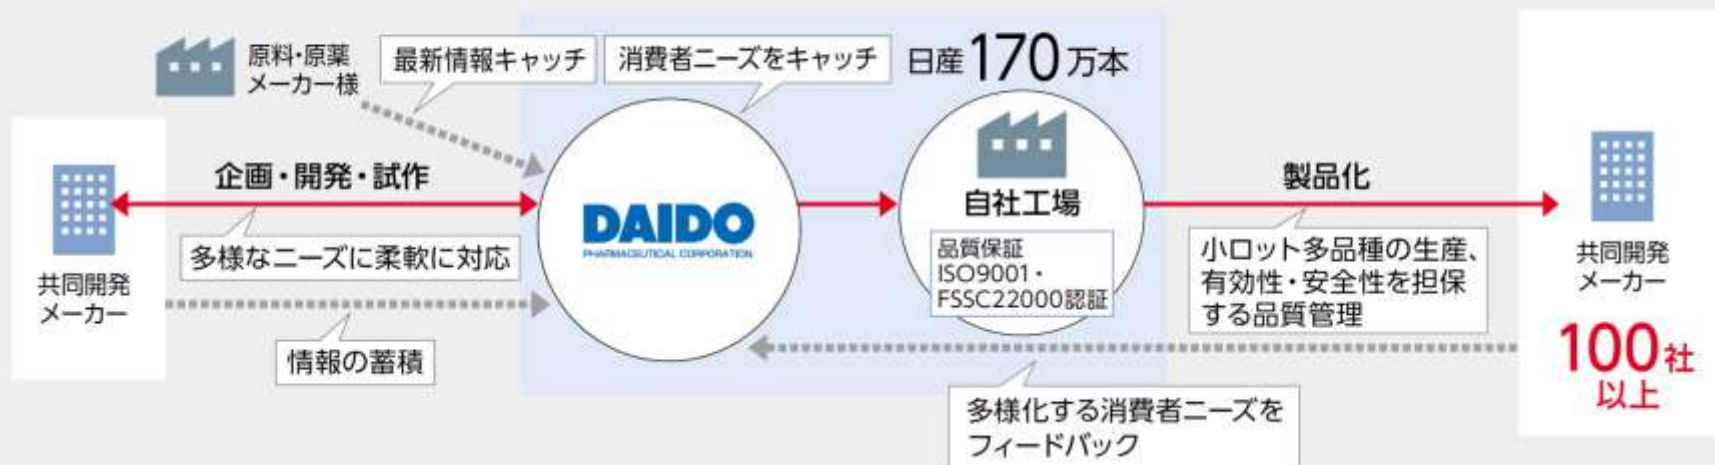 原料・原薬
メーカー様
最新情報キャッチ
消費者ニーズをキャッチ
日産170万本
企画・開発・試作
多様なニーズに柔軟に対応
共同開発
メーカー
情報の蓄積
DAIDO
PHARMACEUTICAL CORPORATION
自社工場
品質保証
ISO9001・
FSSC22000認証
製品化
小ロット多品種の生産、
有効性・安全性を担保
する品質管理
共同開発
メーカー
100社
以上
多様化する消費者ニーズを
フィードバック